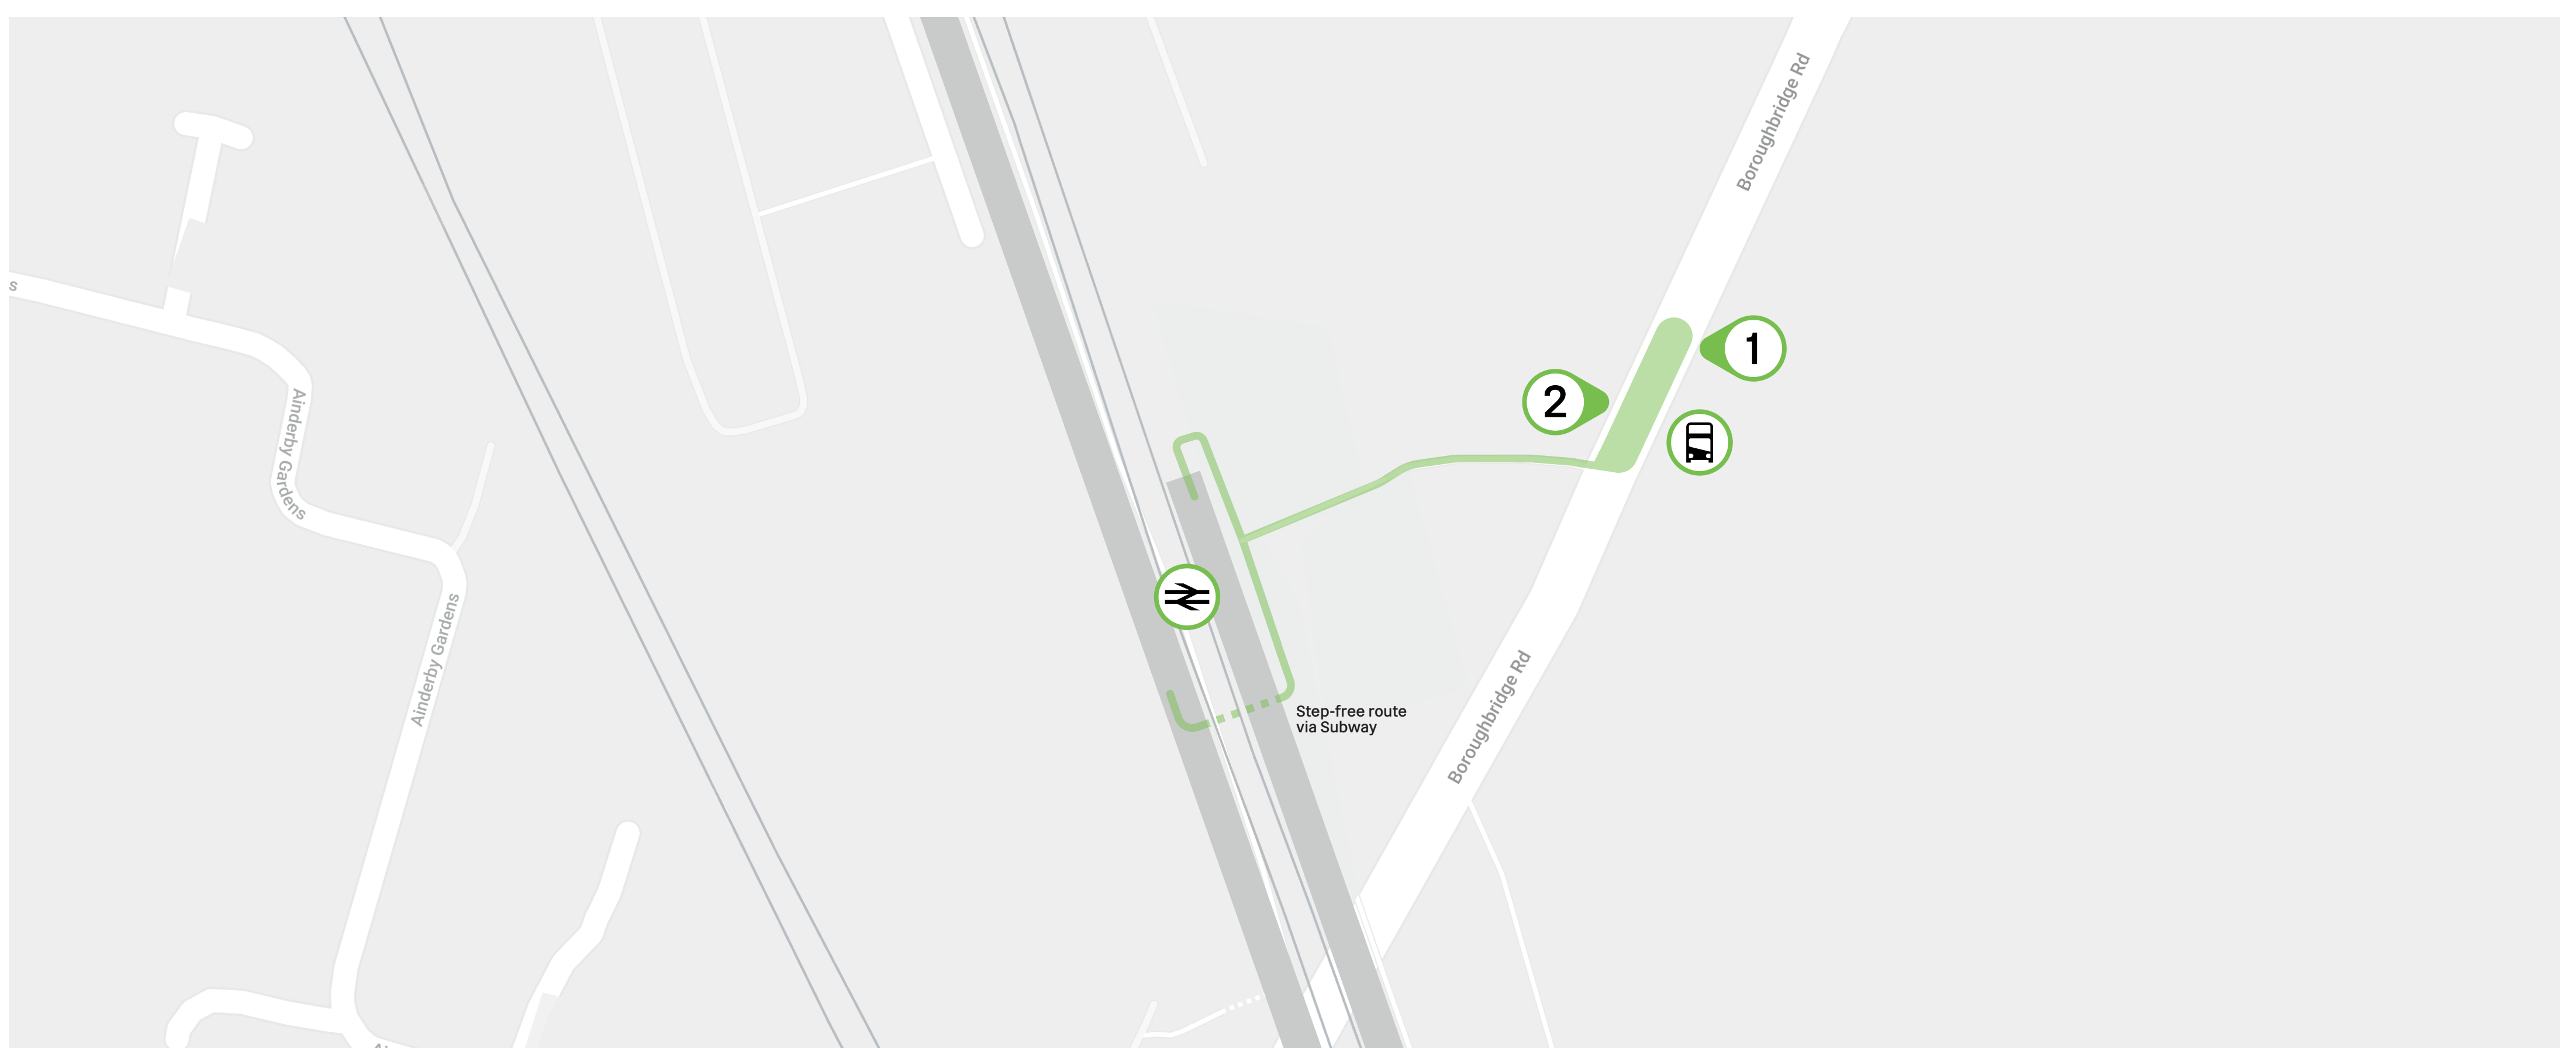 Boroughbridge Rd
s
1
2
Ainderby Gardens
Ainderby Gardens
Boroughbridge Rd
Step-free route
via Subway